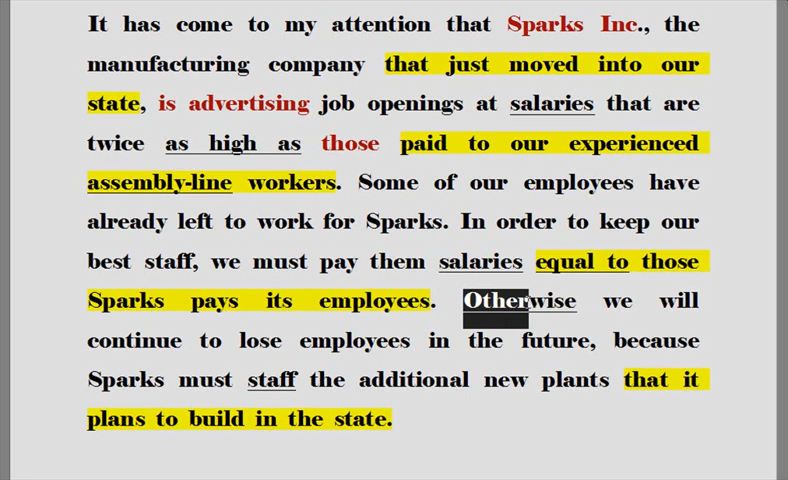 It has come to my attention that Sparks Inc., the
manufacturing company that just moved into our
state, is advertising job openings at salaries that are
twice as high as those paid to our experienced
assembly-line workers. Some of our employees have
already left to work for Sparks. In order to keep our
best staff, we must pay them salaries equal to those
Sparks pays its employees. Otherwise we will
continue to lose employees in the future, because
Sparks must staff the additional new plants that it
plans to build in the state.